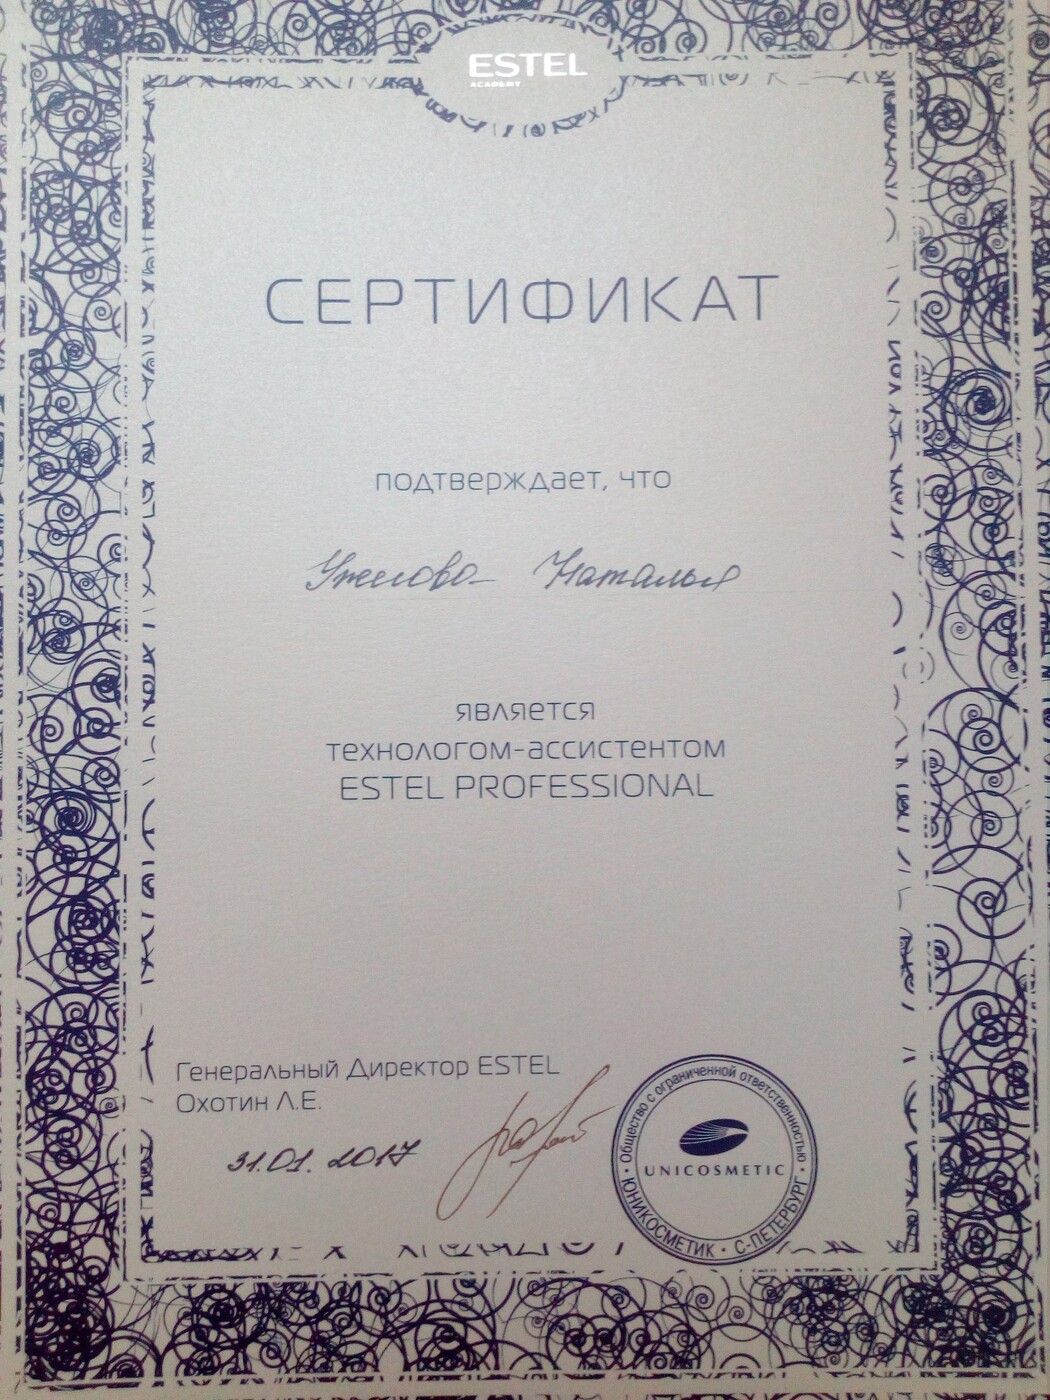 ESTEL
ACADEMY
СЕРТИФИКАТ
подтверждает, что
Наталья
является
технологом-ассистентом
ESTEL PROFESSIONAL
Генеральный Директор ESTEL
Охотин Л.Е.
31.01.2017
Общество с ограниченной ответственностью
UNICOSMETIC
ЮНИКОСМЕТИК • С-ПЕТЕРБУРГ